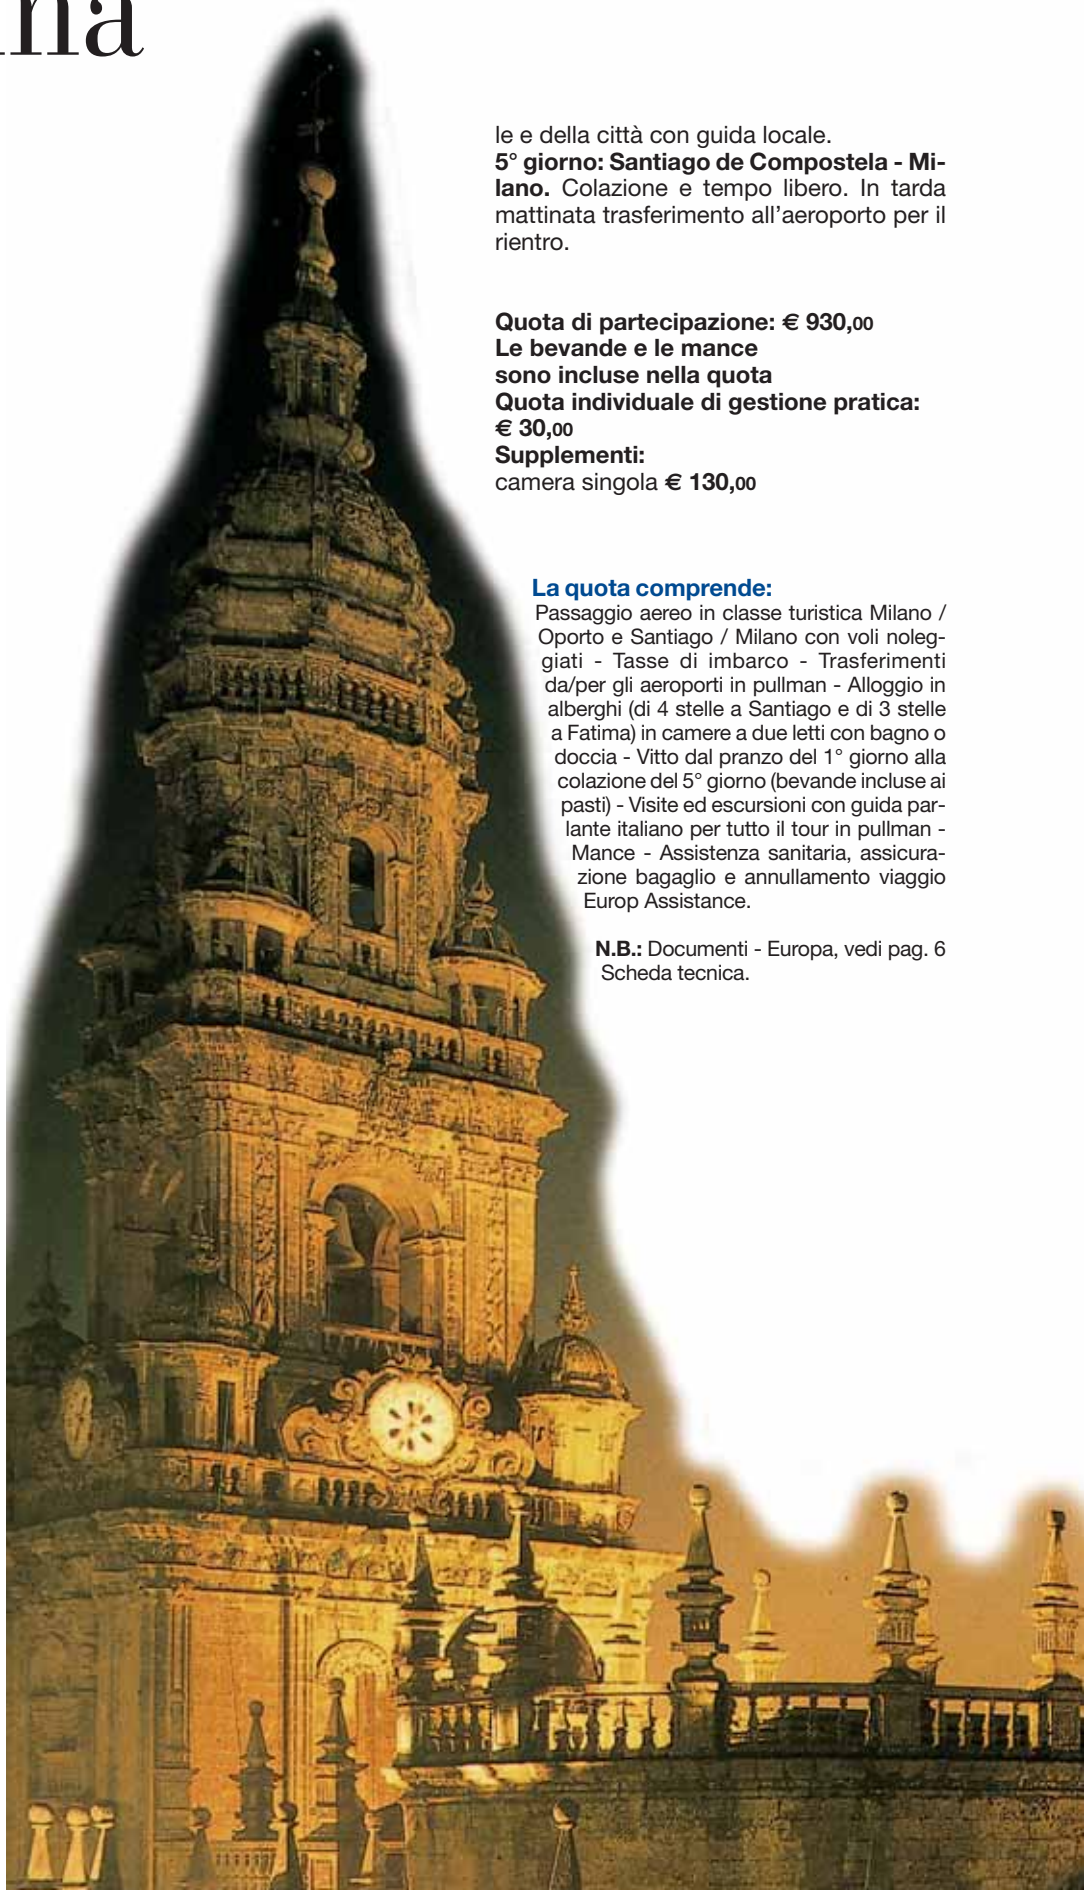 le e della città con guida locale.
5° giorno: Santiago de Compostela - Mi-
lano. Colazione e tempo libero. In tarda
mattinata trasferimento all'aeroporto per il
rientro.
Quota di partecipazione: € 930,00
Le bevande e le mance
sono incluse nella quota
Quota individuale di gestione pratica:
€ 30,00
Supplementi:
camera singola € 130,00
La quota comprende:
Passaggio aereo in classe turistica Milano /
Oporto e Santiago / Milano con voli noleg-
giati - Tasse di imbarco - Trasferimenti
da/per gli aeroporti in pullman - Alloggio in
alberghi (di 4 stelle a Santiago e di 3 stelle
a Fatima) in camere a due letti con bagno o
doccia - Vitto dal pranzo del 1° giorno alla
colazione del 5° giorno (bevande incluse ai
pasti) - Visite ed escursioni con guida par-
lante italiano per tutto il tour in pullman -
Mance - Assistenza sanitaria, assicura-
zione bagaglio e annullamento viaggio
Europ Assistance.
N.B.: Documenti - Europa, vedi pag. 6
Scheda tecnica.